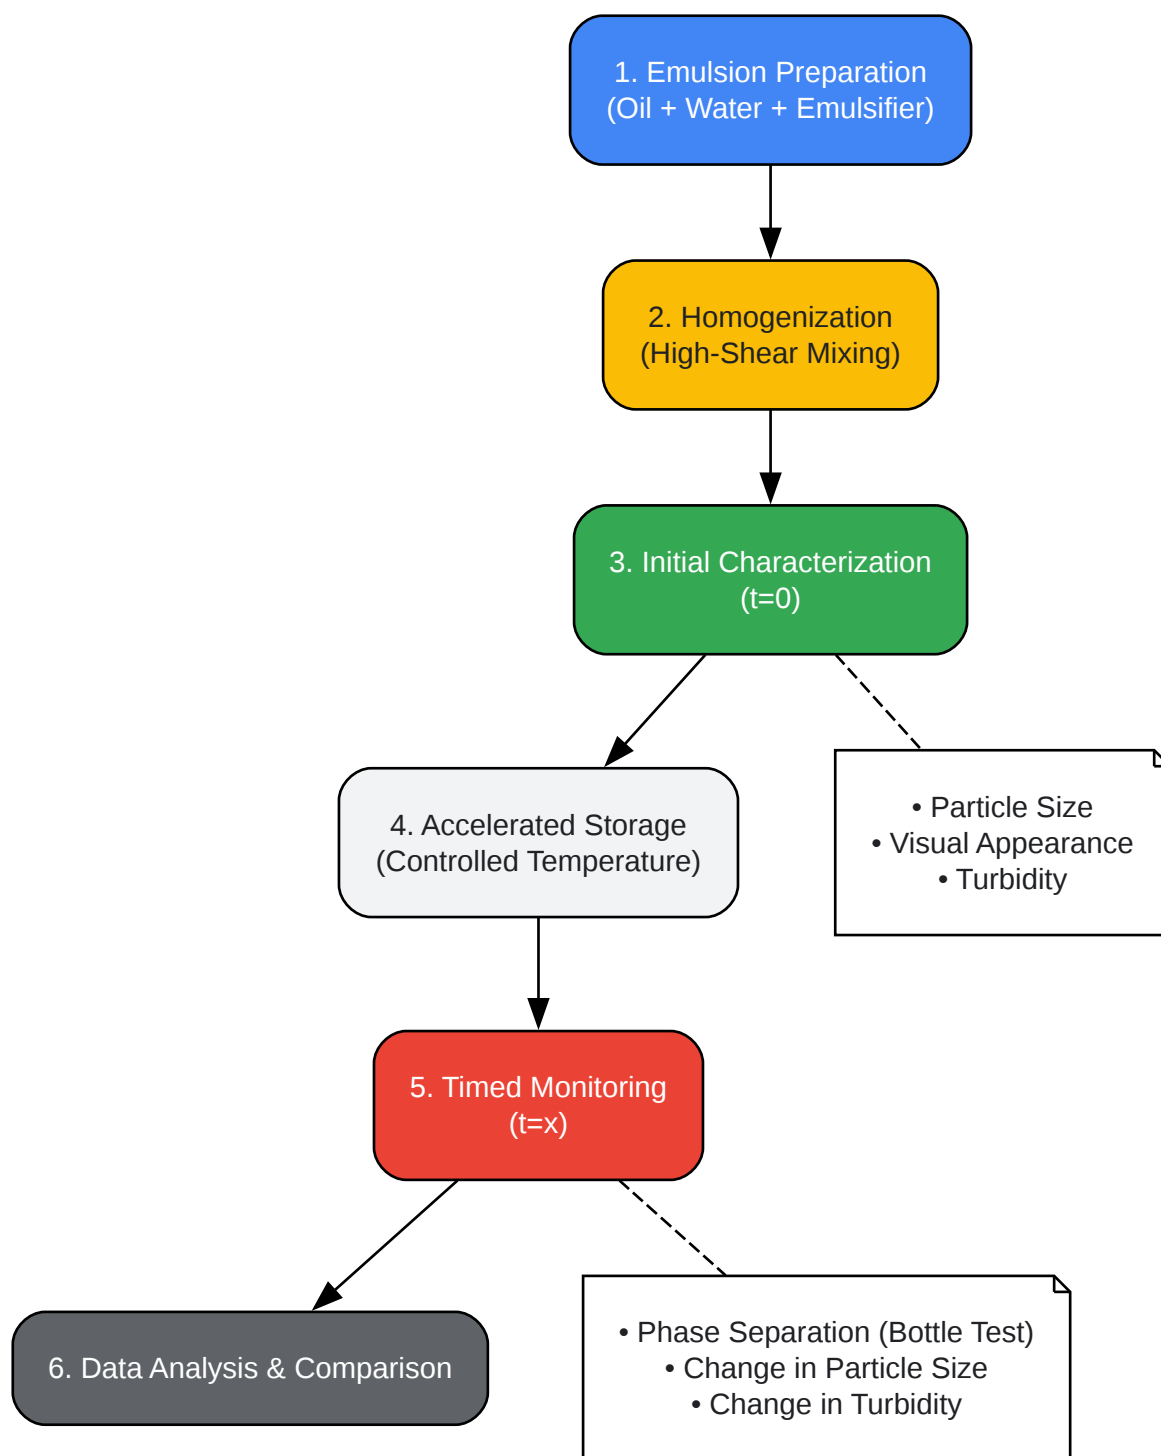 1. Emulsion Preparation
(Oil + Water + Emulsifier)
2. Homogenization
(High-Shear Mixing)
3. Initial Characterization
(t=0)
4. Accelerated Storage
(Controlled Temperature)
• Particle Size
• Visual Appearance
• Turbidity
5. Timed Monitoring
(t=x)
6. Data Analysis & Comparison
• Phase Separation (Bottle Test)
• Change in Particle Size
• Change in Turbidity